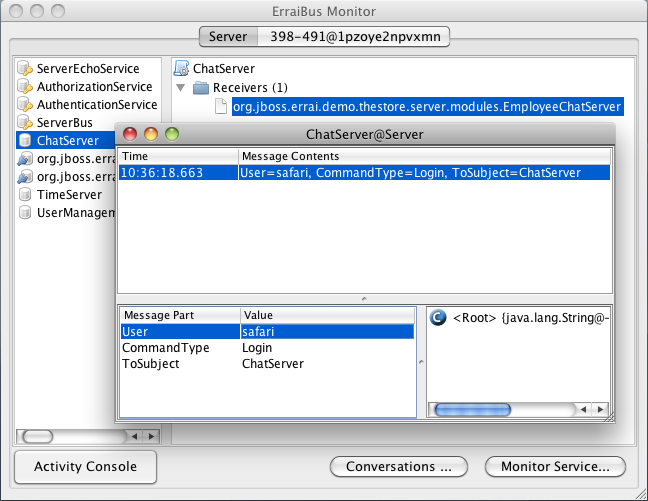 ErraiBus Monitor
Server 398-491@1pzoye2npvxmn
ServerEchoService
AuthorizationService
AuthenticationService
ServerBus
ChatServer
org.jboss.erra
org.jboss.erra
TimeServer
UserManagem
ChatServer
Receivers (1)
org.jboss.errai.demo.thestore.server.modules.EmployeeChatServer
ChatServer@Server
Time Message Contents
10:36:18.663 User=safari, CommandType=Login, ToSubject=ChatServer
Message Part Value
User safari
CommandType Login
ToSubject ChatServer
C <Root> {java.lang.String@-
Activity Console
Conversations ...
Monitor Service...